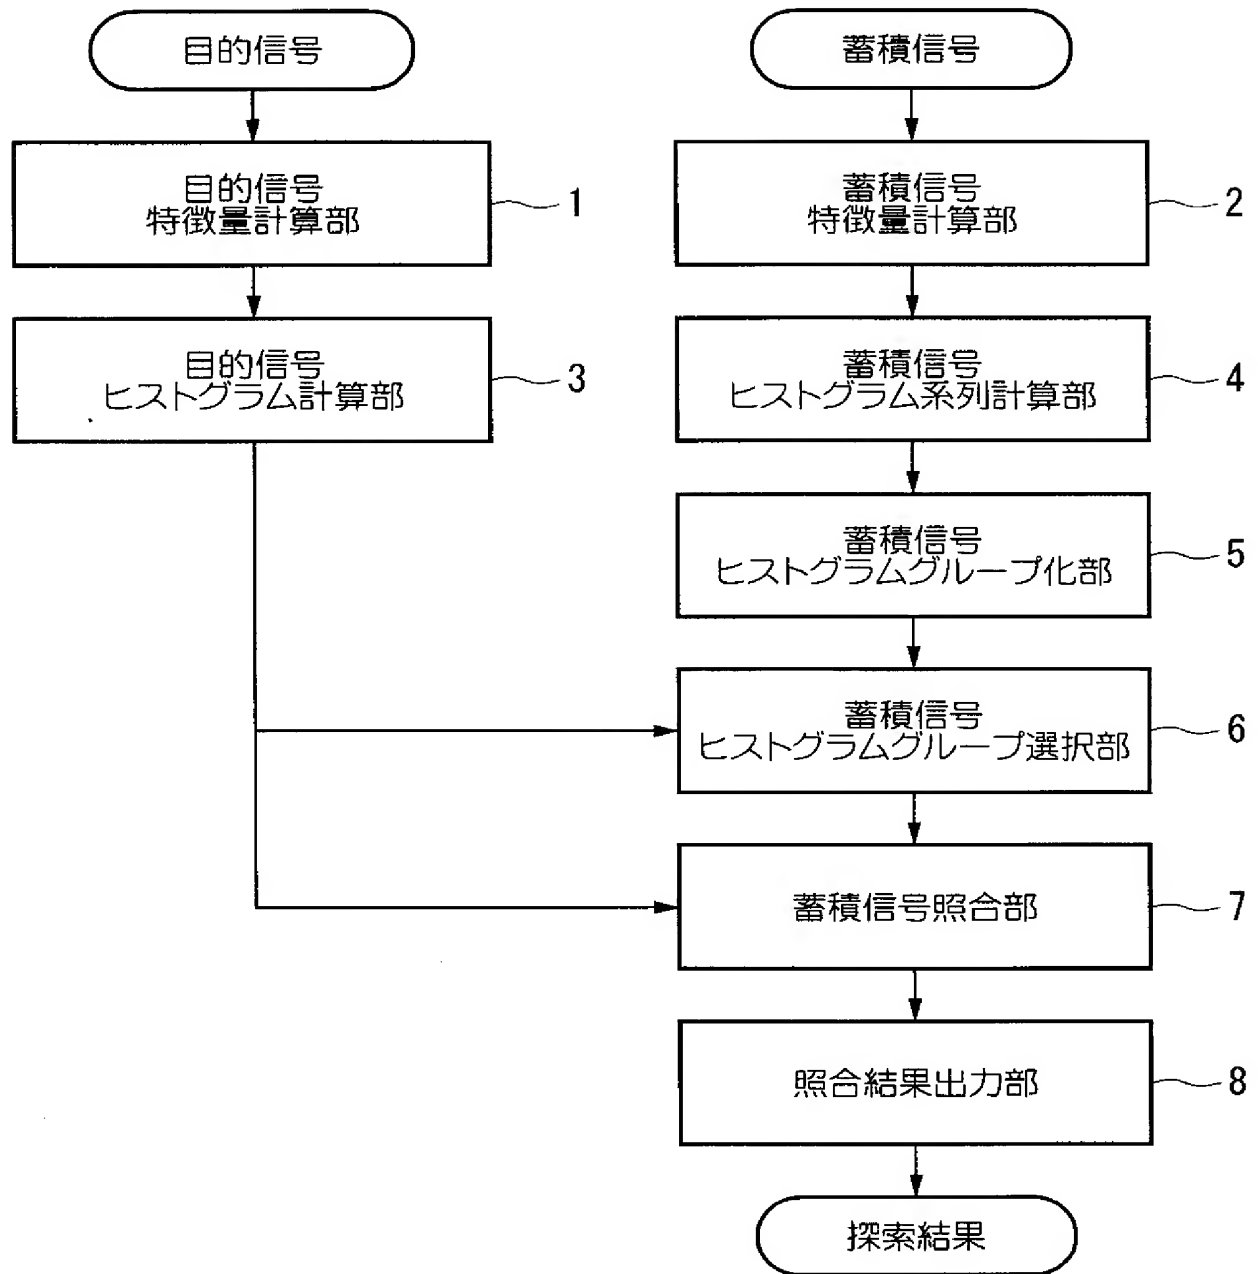 目的信号
蓄積信号
目的信号
特徴量計算部
1
蓄積信号
特徴量計算部
2
目的信号
ヒストグラム計算部
3
蓄積信号
ヒストグラム系列計算部
4
蓄積信号
ヒストグラムグループ化部
5
蓄積信号
ヒストグラムグループ選択部
6
蓄積信号照合部
7
照合結果出力部
8
探索結果